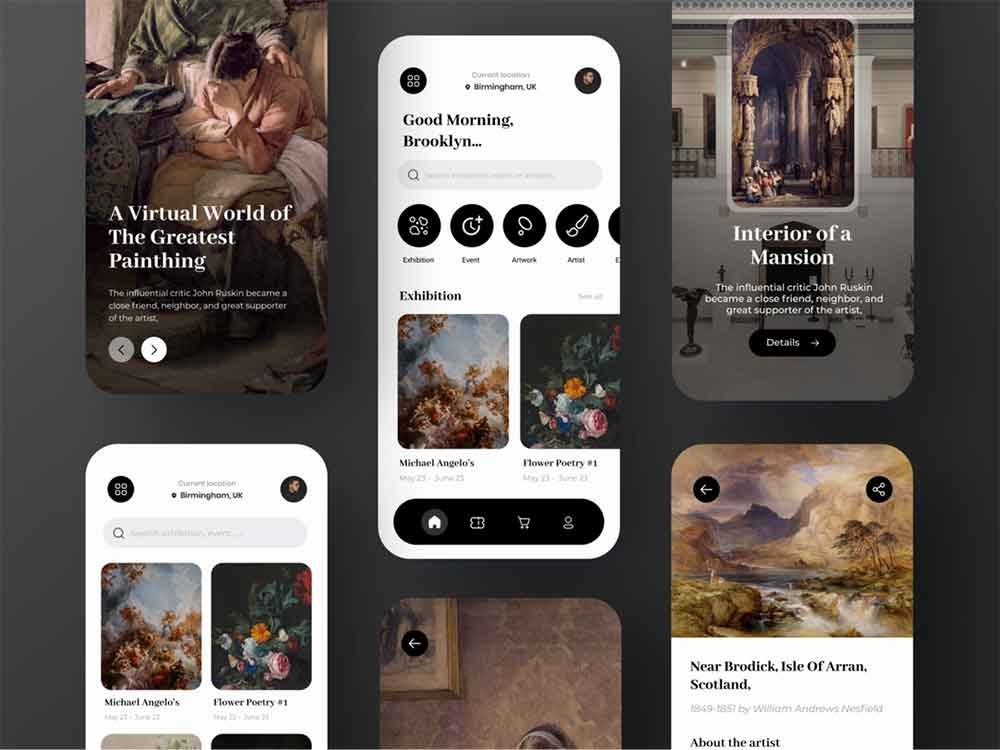 A Virtual World of
The Greatest
Painthing
The influential critic John Ruskin became a
close friend, neighbor, and great supporter
of the artist,
Current location
Birmingham, UK
Good Morning,
Brooklyn...
Search exhibition, event, or artwork...
Exhibition
Event
Artwork
Artist
E
Exhibition
See all
Michael Angelo's
May 23 - June 23
Flower Poetry #1
May 23 - June 23
Interior of a
Mansion
The influential critic John Ruskin
became a close friend, neighbor, and
great supporter of the artist,
Details
Current location
Birmingham, UK
Search exhibition, event, ...
Michael Angelo's
May 23 - June 23
Flower Poetry #1
May 23 - June 23
Near Brodick, Isle Of Arran,
Scotland,
1849-1851 by William Andrews Nesfield
About the artist